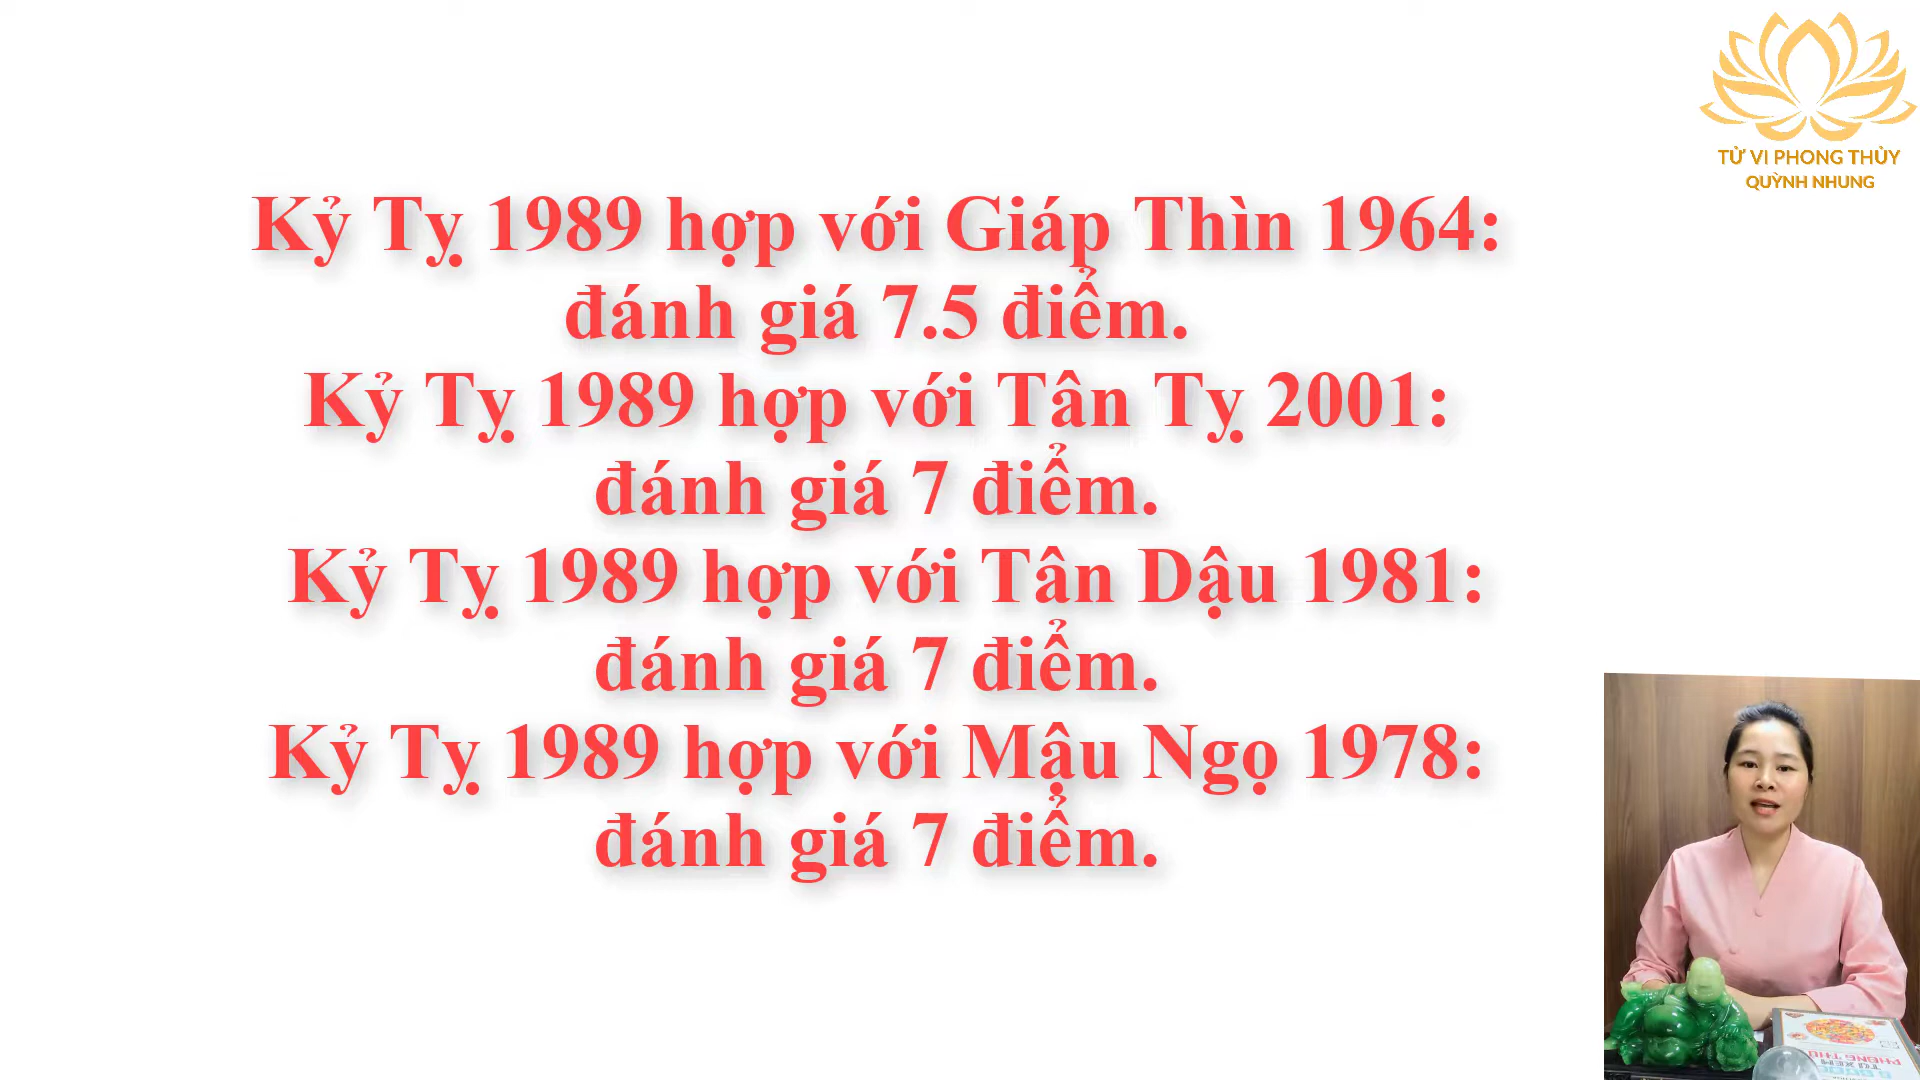 TỬ VI PHONG THỦY
QUỲNH NHUNG
Kỷ Tỵ 1989 hợp với Giáp Thìn 1964:
đánh giá 7.5 điểm.
Kỷ Tỵ 1989 hợp với Tân Tỵ 2001:
đánh giá 7 điểm.
Kỷ Tỵ 1989 hợp với Tân Dậu 1981:
đánh giá 7 điểm.
Kỷ Tỵ 1989 hợp với Mậu Ngọ 1978:
đánh giá 7 điểm.